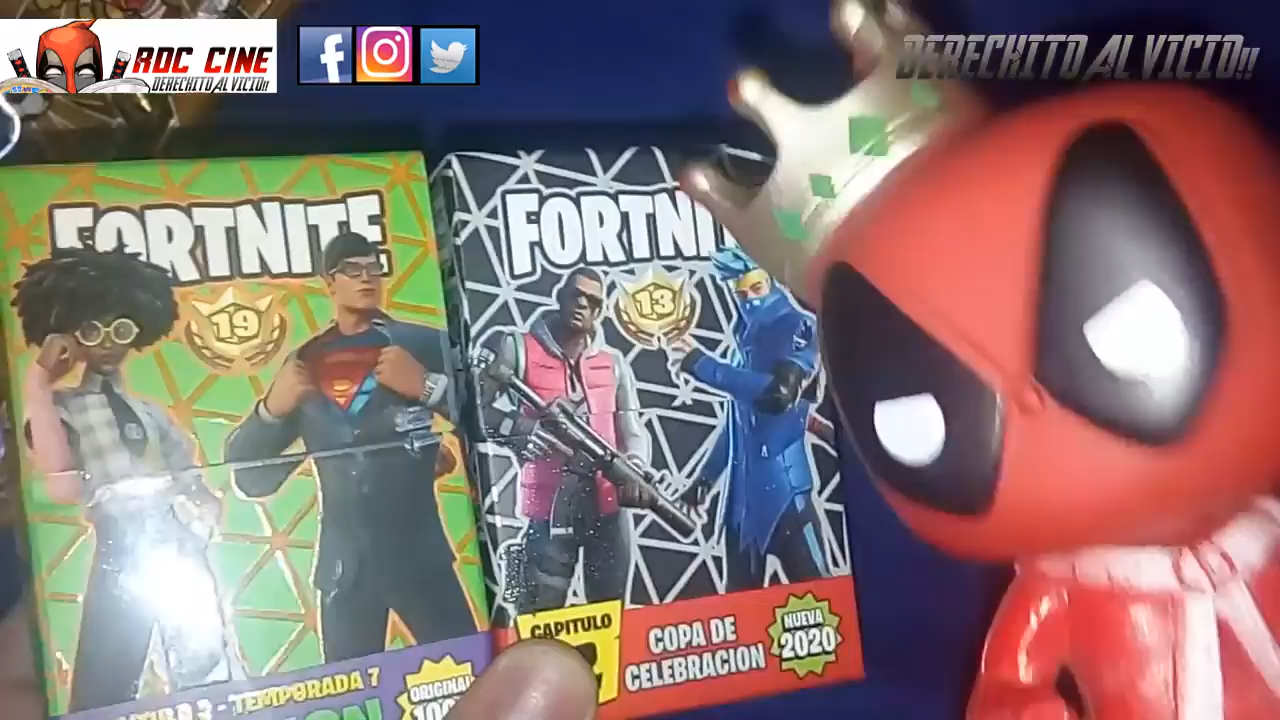 RDC CINE
DERECHITO AL VICIO!!
DERECHITO AL VICIO!!
FORTNITE
19
TEMPORADA 7
ORIGINAL
FORTNI
13
CAPITULO
COPA DE
CELEBRACION
NUEVA
2020